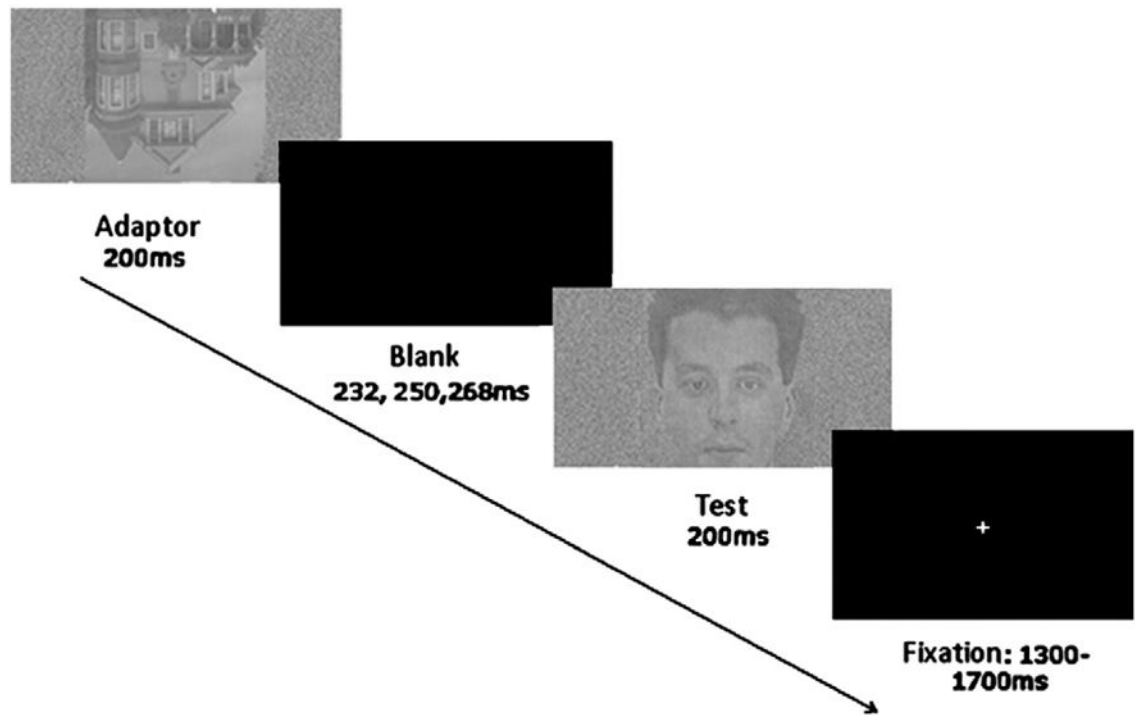 Adaptor
200ms
Blank
232, 250,268ms
Test
200ms
Fixation: 1300-
1700ms